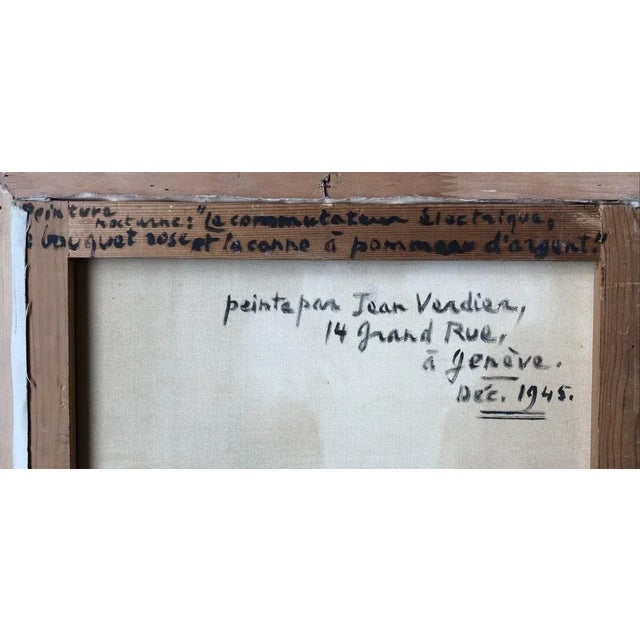 Peinture
nocturne: "Le commutateur électrique,
bouquet rose et la canne à pommeau d'argent"
peinte par Jean Verdier,
14 Grand Rue,
à Genève.
Déc. 1945.